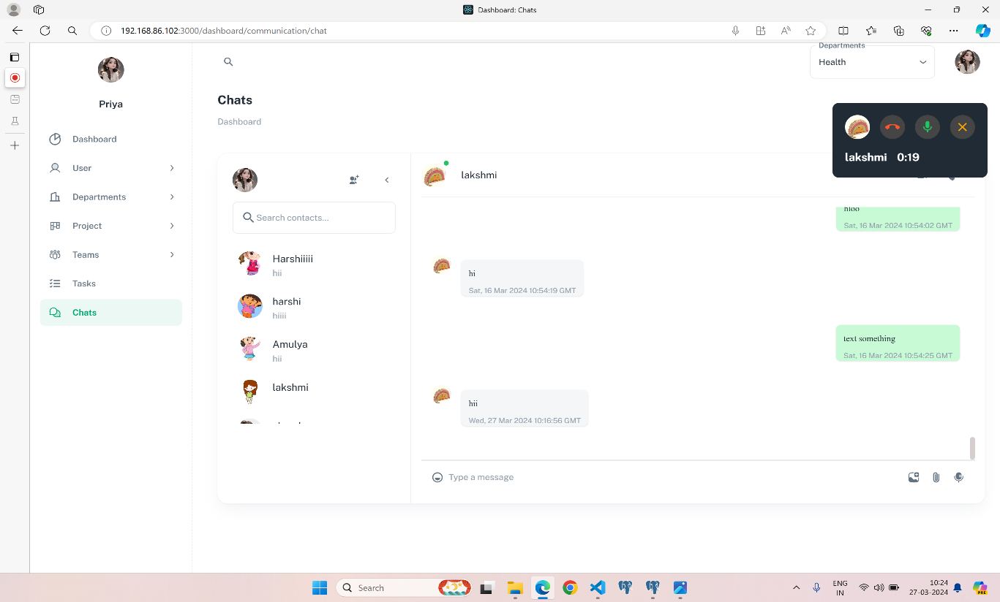 Dashboard: Chats
192.168.86.102:3000/dashboard/communication/chat
Priya
Dashboard
User
Departments
Project
Teams
Tasks
Chats
Departments
Health
Chats
Dashboard
lakshmi 0:19
Search contacts...
Harshiiiii
hii
harshi
hiiii
Amulya
hii
lakshmi
lakshmi
hloo
Sat, 16 Mar 2024 10:54:02 GMT
hi
Sat, 16 Mar 2024 10:54:19 GMT
text something
Sat, 16 Mar 2024 10:54:25 GMT
hii
Wed, 27 Mar 2024 10:16:56 GMT
Type a message
Search
ENG
IN
10:24
27-03-2024
PRE